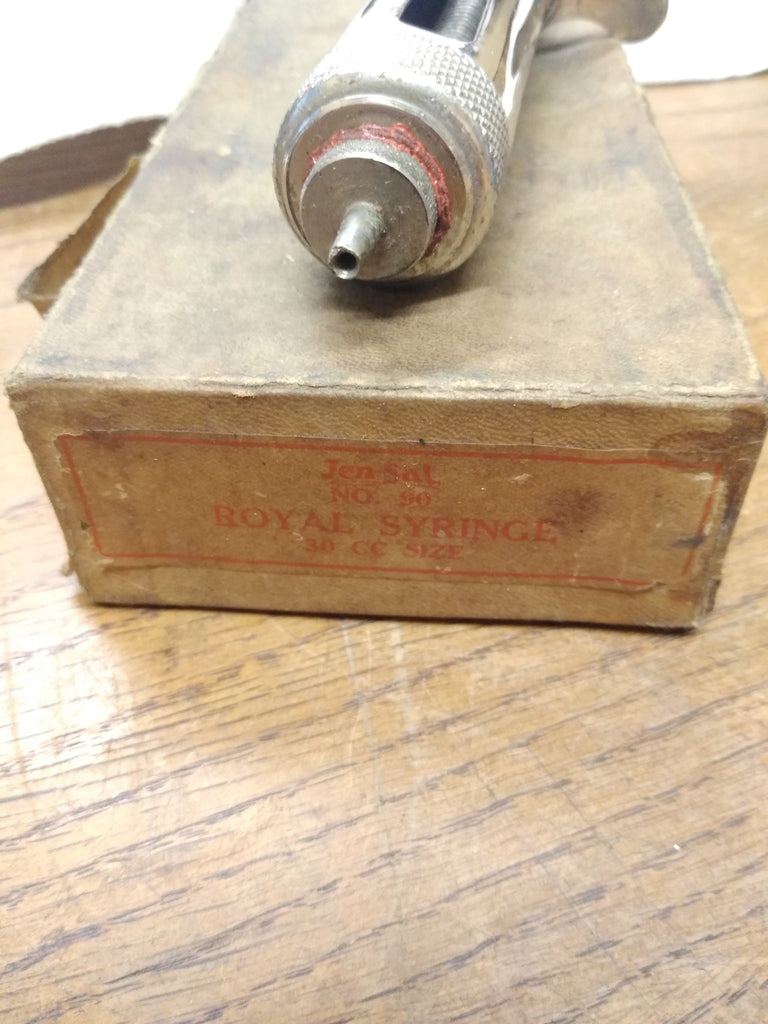 Jen-Sal
NO. 90
ROYAL SYRINGE
30 CC SIZE